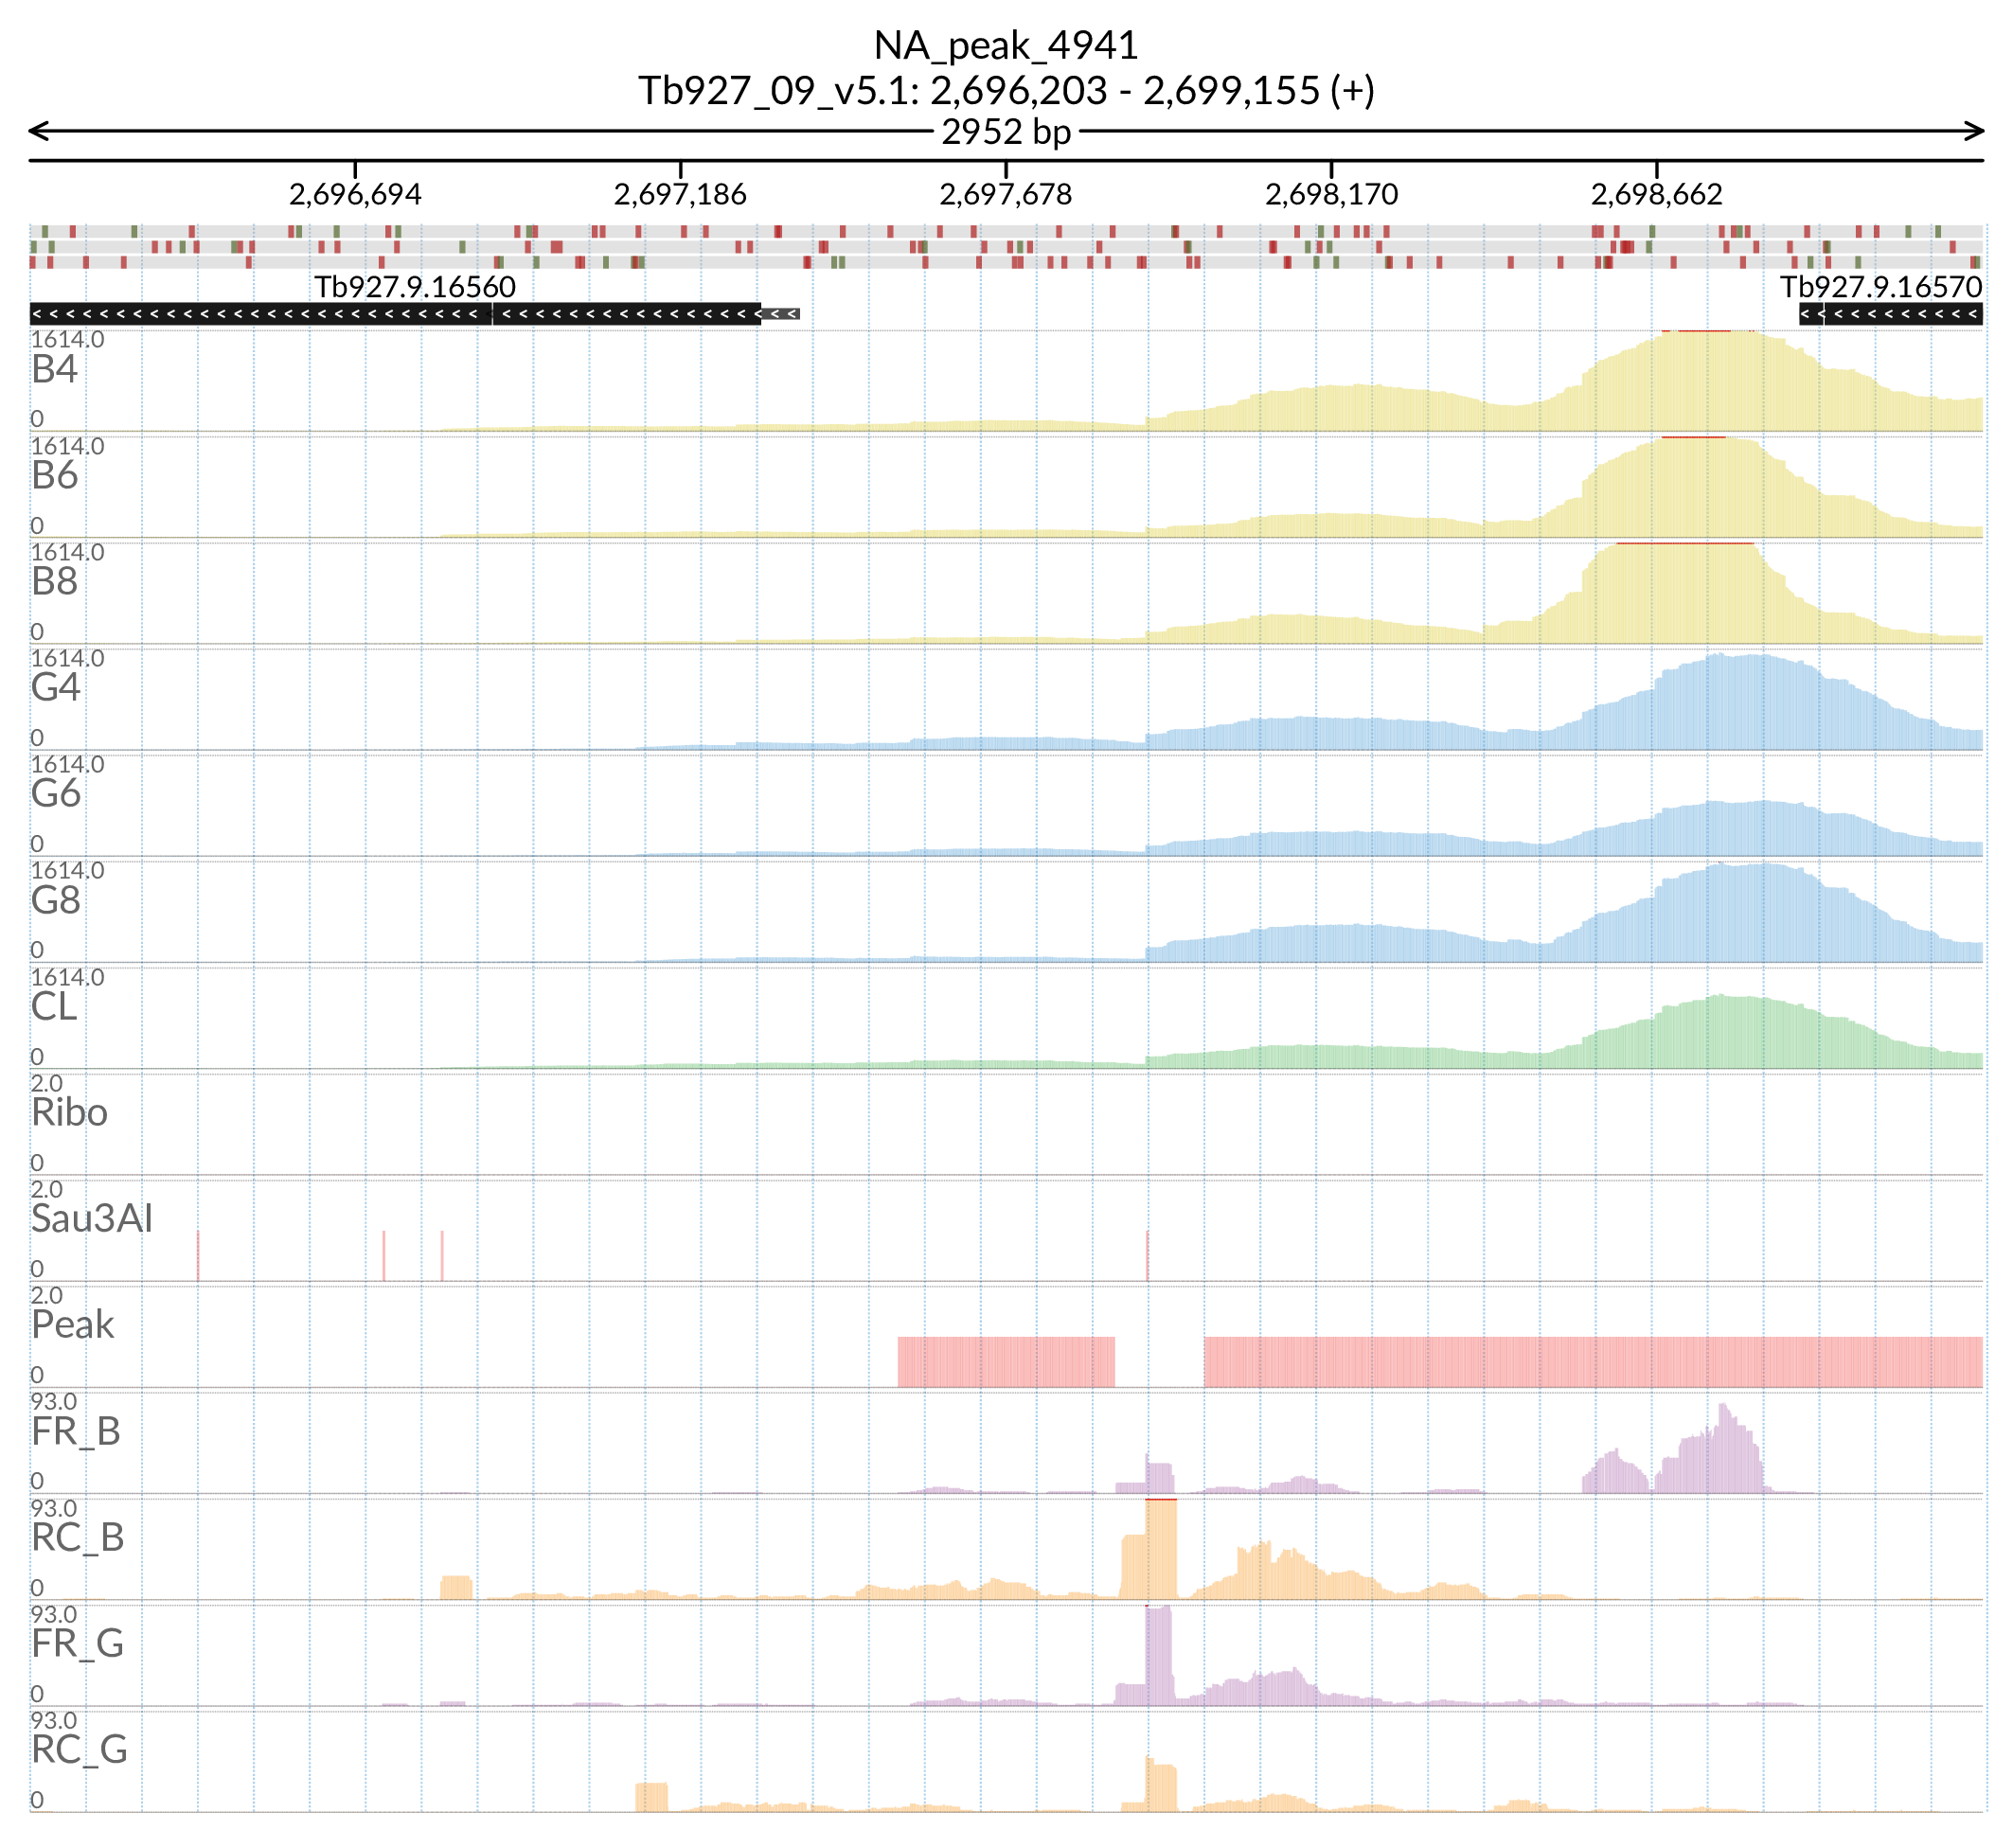 NA_peak_4941
Tb927_09_v5.1: 2,696,203 - 2,699,155 (+)
2952 bp
2,696,694 2,697,186 2,697,678 2,698,170 2,698,662
Tb927.9.16560 Tb927.9.16570
1614.0
B4
0
1614.0
B6
0
1614.0
B8
0
1614.0
G4
0
1614.0
G6
0
1614.0
G8
0
1614.0
CL
0
2.0
Ribo
0
2.0
Sau3AI
0
2.0
Peak
0
93.0
FR_B
0
93.0
RC_B
0
93.0
FR_G
0
93.0
RC_G
0